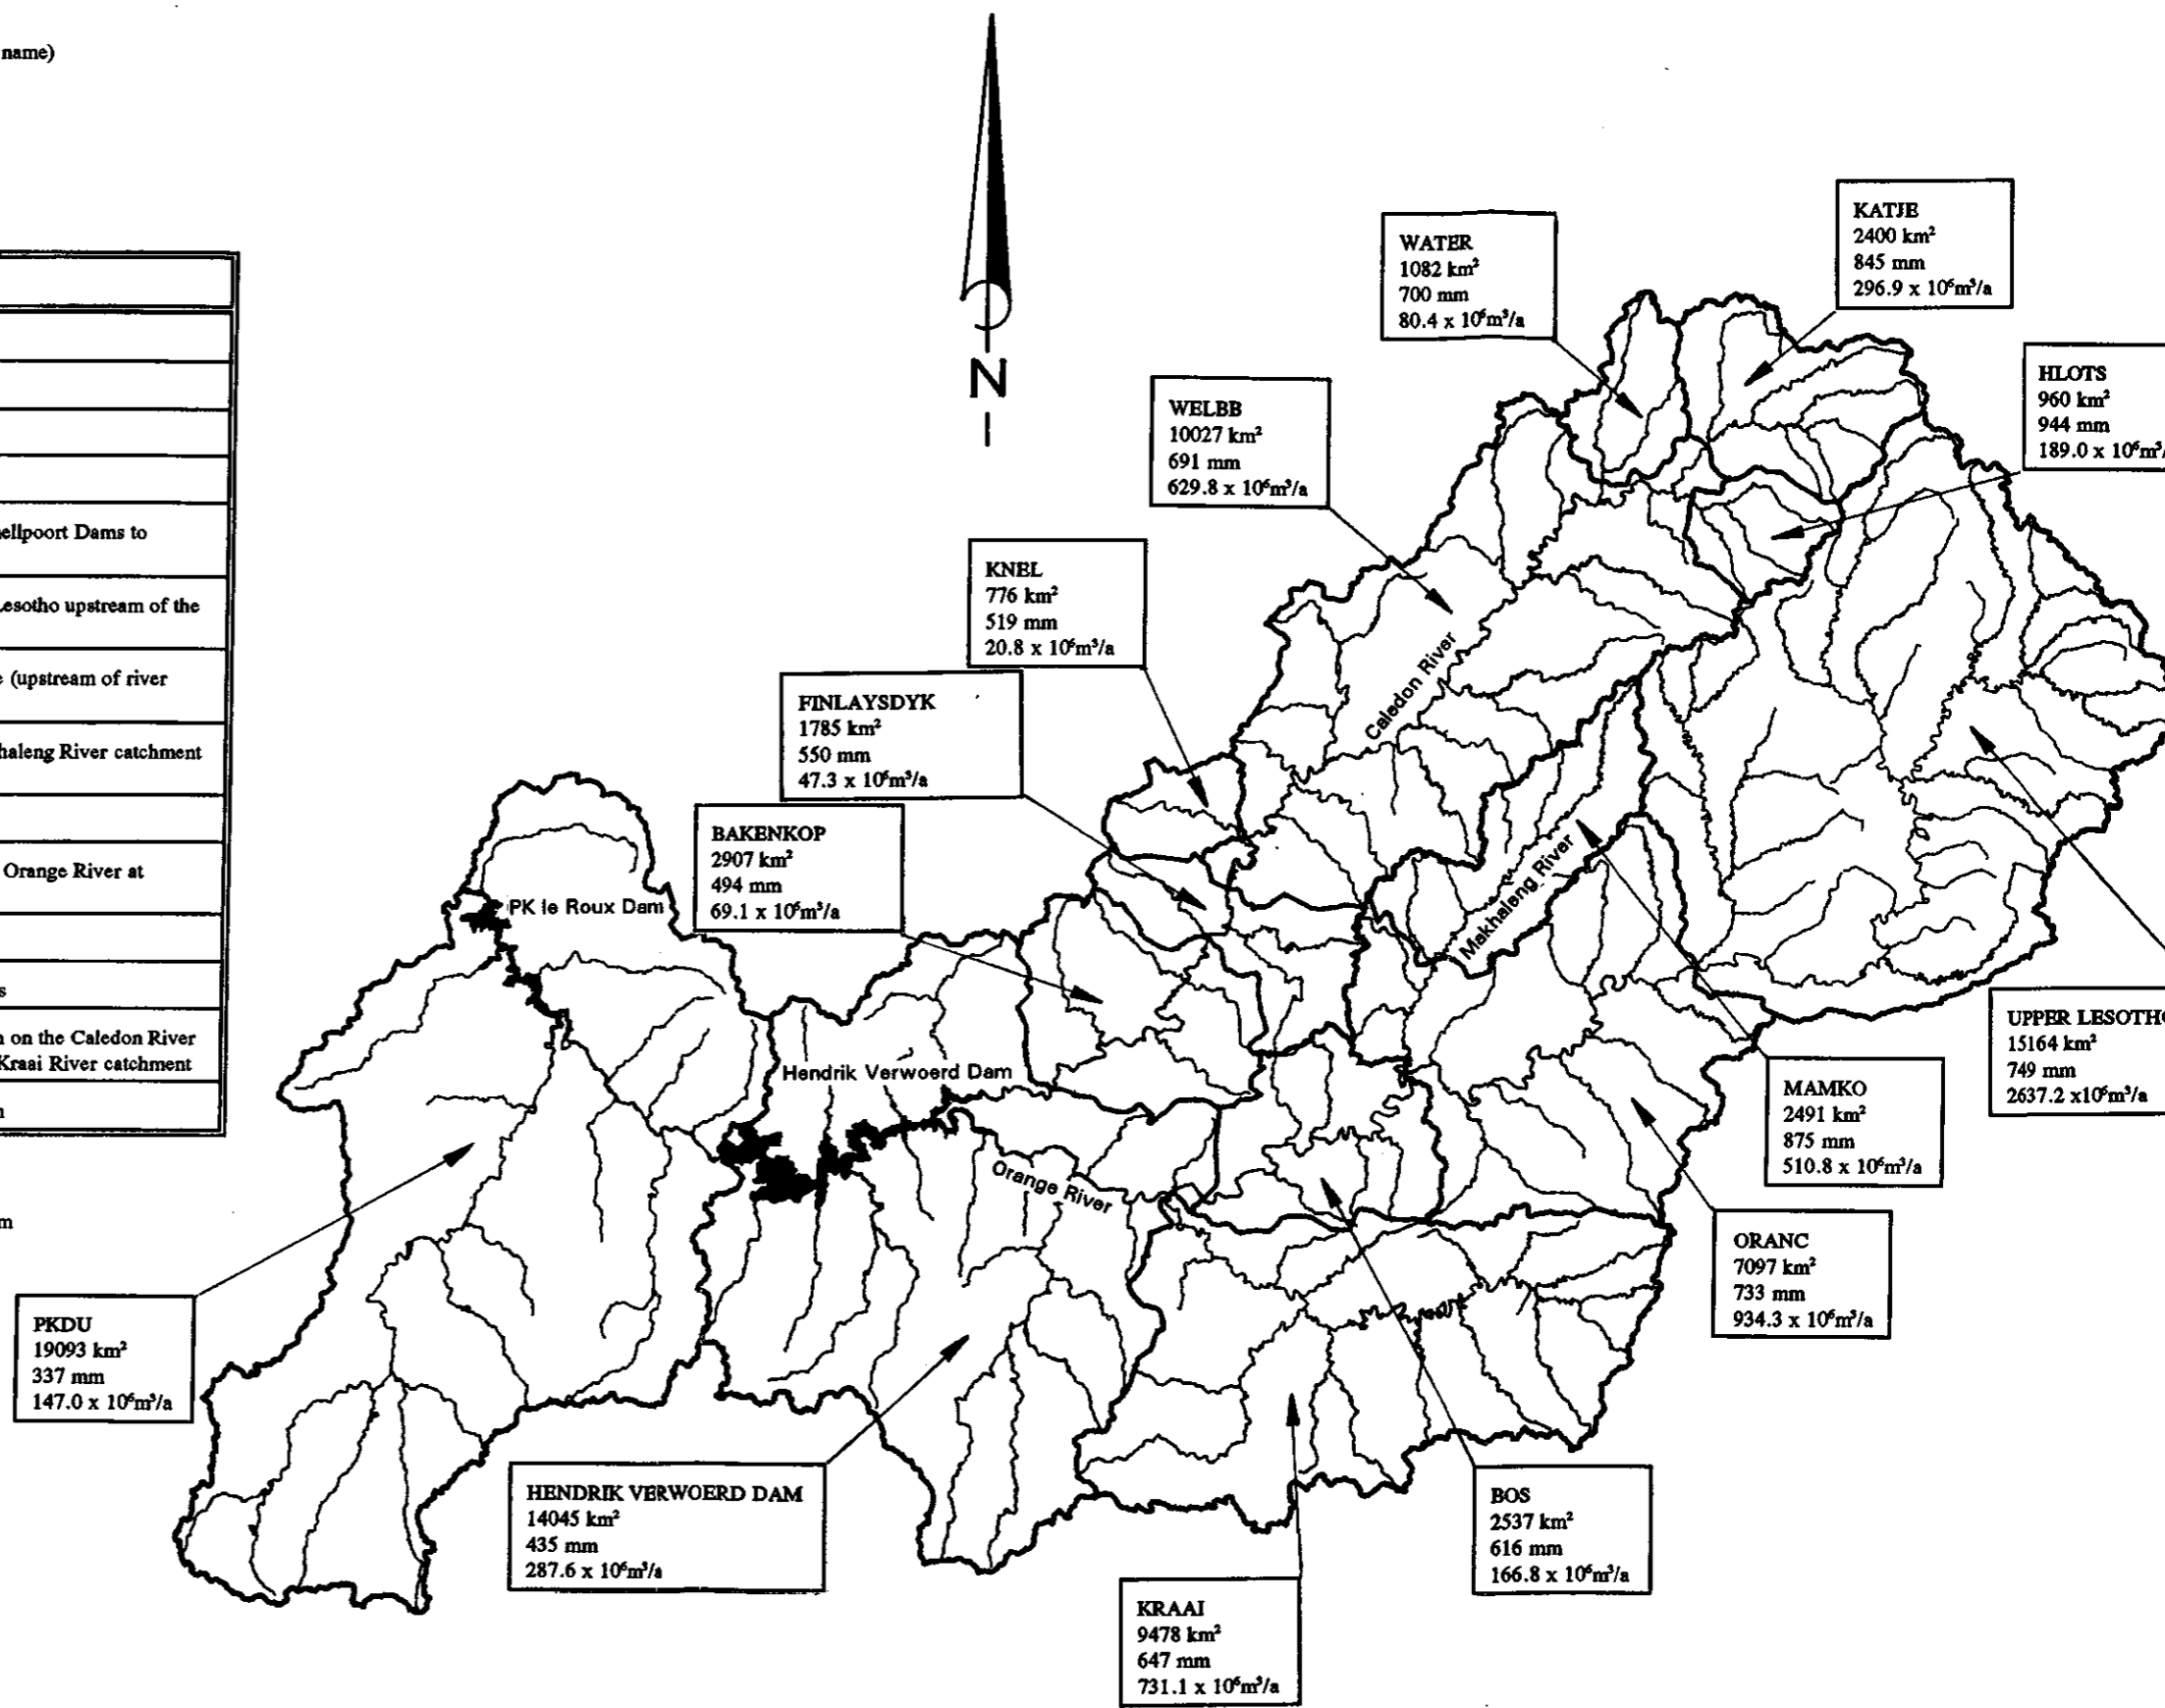 name)
ellpoort Dams to
Lesotho upstream of the
e (upstream of river
haleng River catchment
Orange River at
s
n on the Caledon River
Kraai River catchment
n
m
N
KATJE
2400 km²
845 mm
296.9 x 10⁶m³/a
WATER
1082 km²
700 mm
80.4 x 10⁶m³/a
HLOTS
960 km²
944 mm
189.0 x 10⁶m³/
WELBB
10027 km²
691 mm
629.8 x 10⁶m³/a
KNEL
776 km²
519 mm
20.8 x 10⁶m³/a
FINLAYSDYK
1785 km²
550 mm
47.3 x 10⁶m³/a
BAKENKOP
2907 km²
494 mm
69.1 x 10⁶m³/a
Caledon River
Makhaleng River
PK le Roux Dam
Hendrik Verwoerd Dam
Orange River
UPPER LESOTHO
15164 km²
749 mm
2637.2 x10⁶m³/a
MAMKO
2491 km²
875 mm
510.8 x 10⁶m³/a
ORANC
7097 km²
733 mm
934.3 x 10⁶m³/a
PKDU
19093 km²
337 mm
147.0 x 10⁶m³/a
HENDRIK VERWOERD DAM
14045 km²
435 mm
287.6 x 10⁶m³/a
BOS
2537 km²
616 mm
166.8 x 10⁶m³/a
KRAAI
9478 km²
647 mm
731.1 x 10⁶m³/a